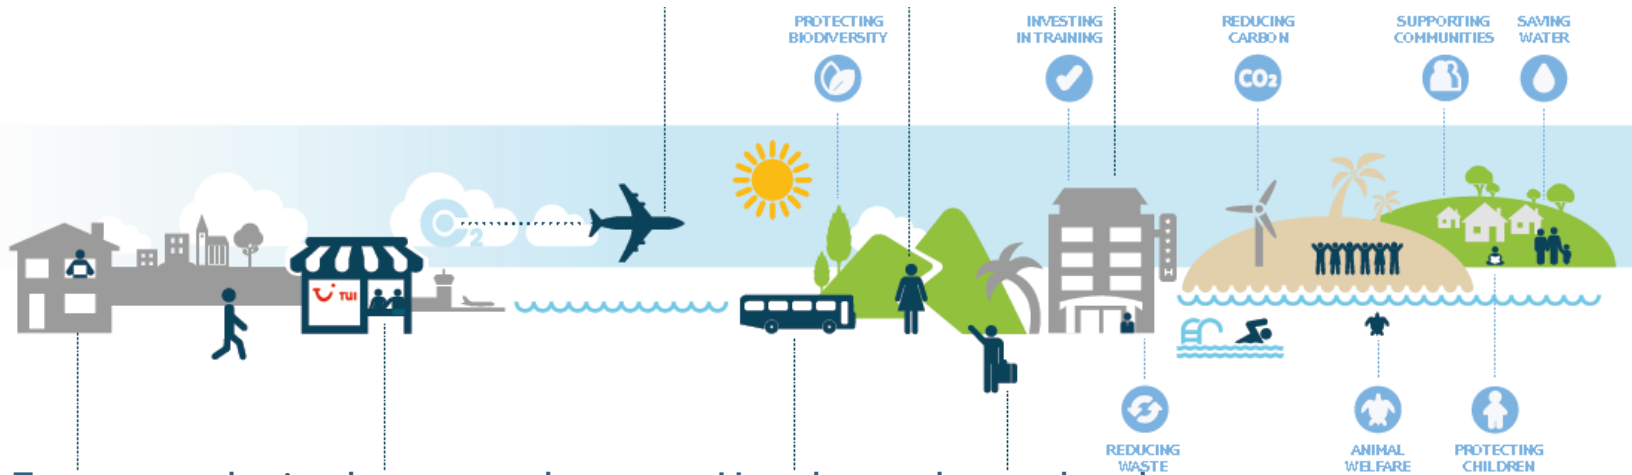 PROTECTING
BIODIVERSITY
INVESTING
IN TRAINING
REDUCING
CARBON
SUPPORTING
COMMUNITIES
SAVING
WATER
CO2
CO2
TUI
H
REDUCING
WASTE
ANIMAL
WELFARE
PROTECTING
CHILDREN